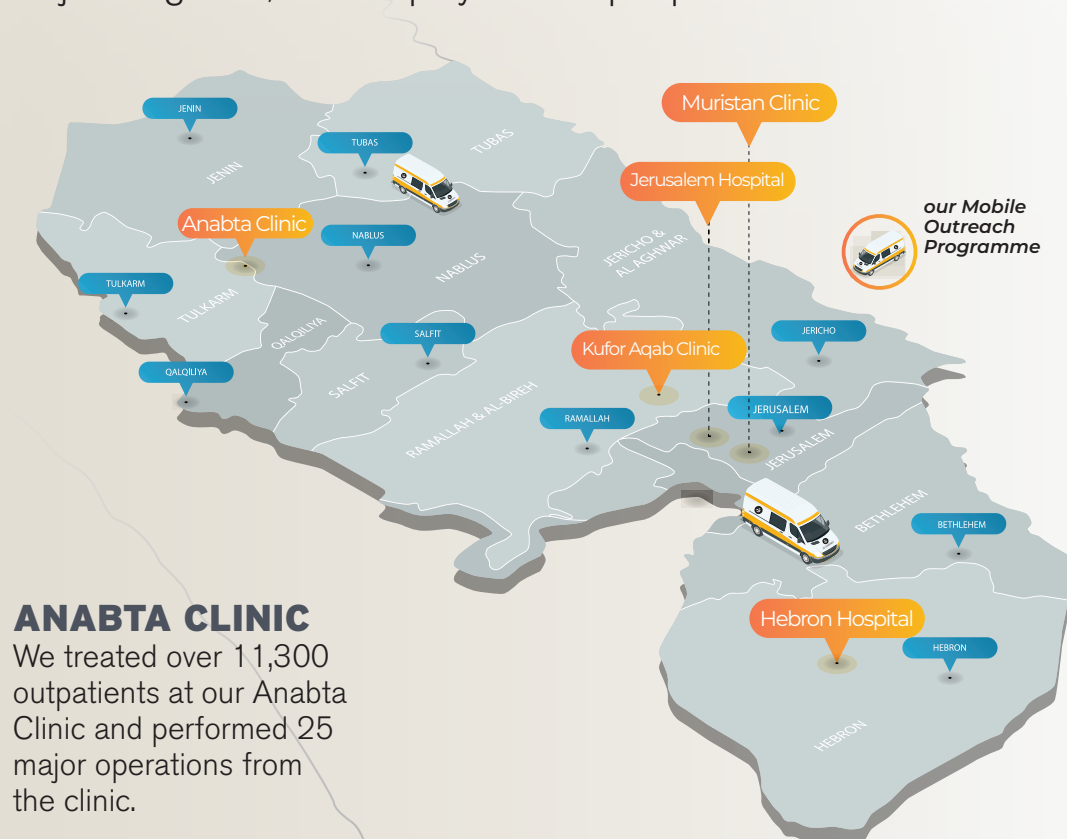 JENIN
TUBAS
TUBAS
JENIN
Muristan Clinic
Jerusalem Hospital
our Mobile
Outreach
Programme
Anabta Clinic
NABLUS
NABLUS
JERICHO &
AL AGHWAR
TULKARM
TULKARM
QALQILIYA
SALFIT
JERICHO
Kufor Aqab Clinic
QALQILIYA
SALFIT
RAMALLAH & AL-BIREH
RAMALLAH
JERUSALEM
JERUSALEM
BETHLEHEM
BETHLEHEM
Hebron Hospital
HEBRON
HEBRON
ANABTA CLINIC
We treated over 11,300
outpatients at our Anabta
Clinic and performed 25
major operations from
the clinic.